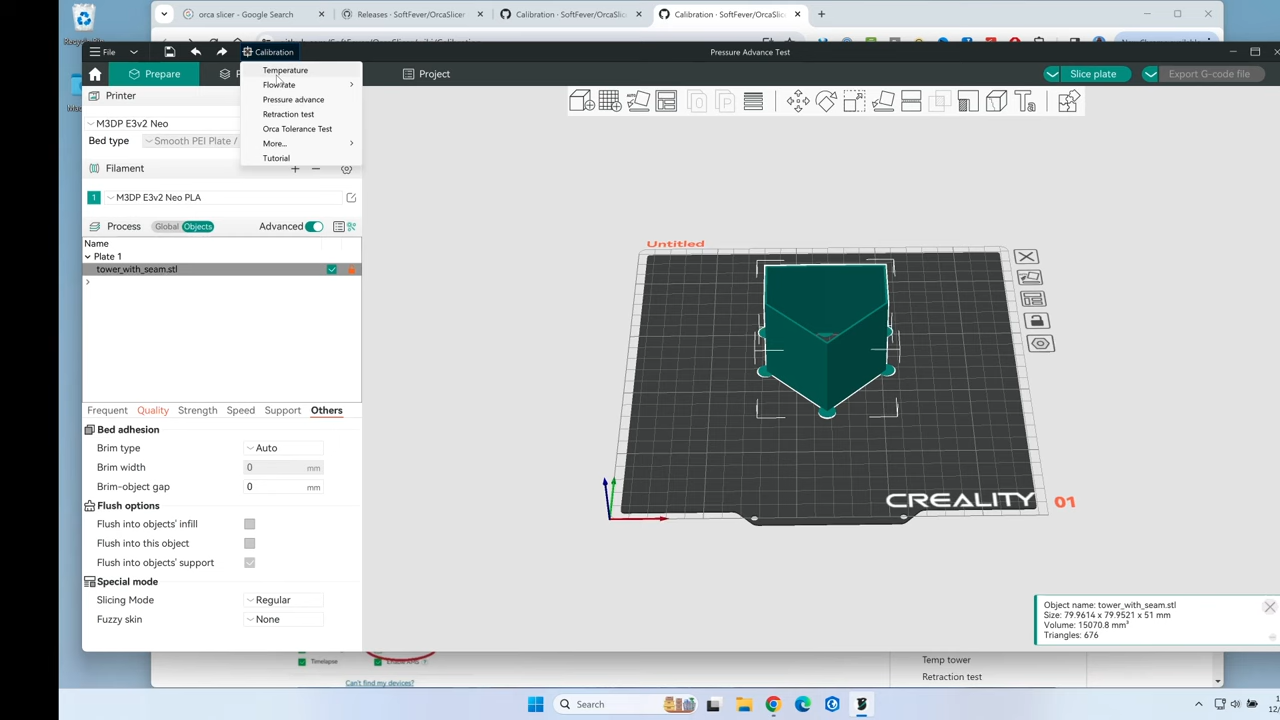 orca slicer - Google Search
Releases · SoftFever/OrcaSlicer
Calibration · SoftFever/OrcaSli
Calibration · SoftFever/OrcaSlic
File
Calibration
Pressure Advance Test
Prepare
Project
Slice plate
Export G-code file
Temperature
Flow rate
Pressure advance
Retraction test
Orca Tolerance Test
More...
Tutorial
Printer
M3DP E3v2 Neo
Bed type
Smooth PEI Plate /
Filament
1
M3DP E3v2 Neo PLA
Process
Global
Objects
Advanced
Name
Plate 1
tower_with_seam.stl
Frequent
Quality
Strength
Speed
Support
Others
Bed adhesion
Brim type
Auto
Brim width
0 mm
Brim-object gap
0 mm
Flush options
Flush into objects' infill
Flush into this object
Flush into objects' support
Special mode
Slicing Mode
Regular
Fuzzy skin
None
Untitled
CREALITY
01
Object name: tower_with_seam.stl
Size: 79.9614 x 79.9521 x 51 mm
Volume: 15070.8 mm³
Triangles: 676
Timelapse
Can't find my devices?
Temp tower
Retraction test
Search